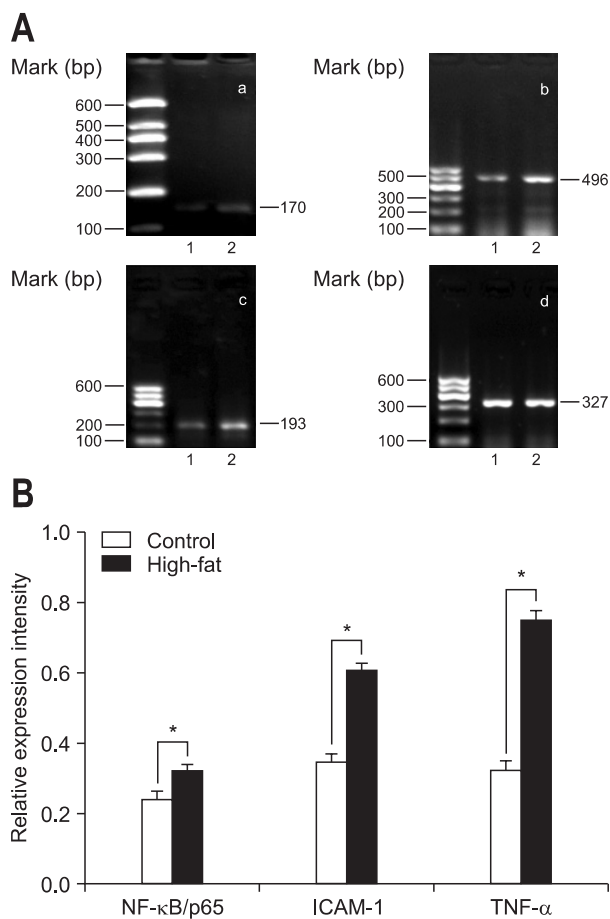 A
Mark (bp)
a
600
500
400
300
200
100
170
1 2
Mark (bp)
b
500
300
200
100
496
1 2
Mark (bp)
c
600
200
100
193
1 2
Mark (bp)
d
600
300
100
327
1 2
B
Relative expression intensity
1.0
0.8
0.6
0.4
0.2
0.0
Control
High-fat
*
*
*
NF-κB/p65 ICAM-1 TNF-α